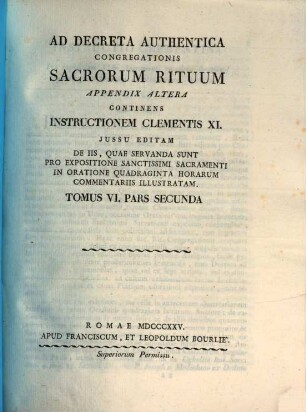 AD DECRETA AUTHENTICA
CONGREGATIONIS
SACRORUM RITUUM
APPENDIX ALTERA
CONTINENS
INSTRUCTIONEM CLEMENTIS XI.
JUSSU EDITAM
DE IIS, QUAE SERVANDA SUNT
PRO EXPOSITIONE SANCTISSIMI SACRAMENTI
IN ORATIONE QUADRAGINTA HORARUM
COMMENTARIIS ILLUSTRATAM.
TOMUS VI. PARS SECUNDA
ROMAE MDCCCXXV.
APUD FRANCISCUM, ET LEOPOLDUM BOURLIE'.
Superiorum Permissu.